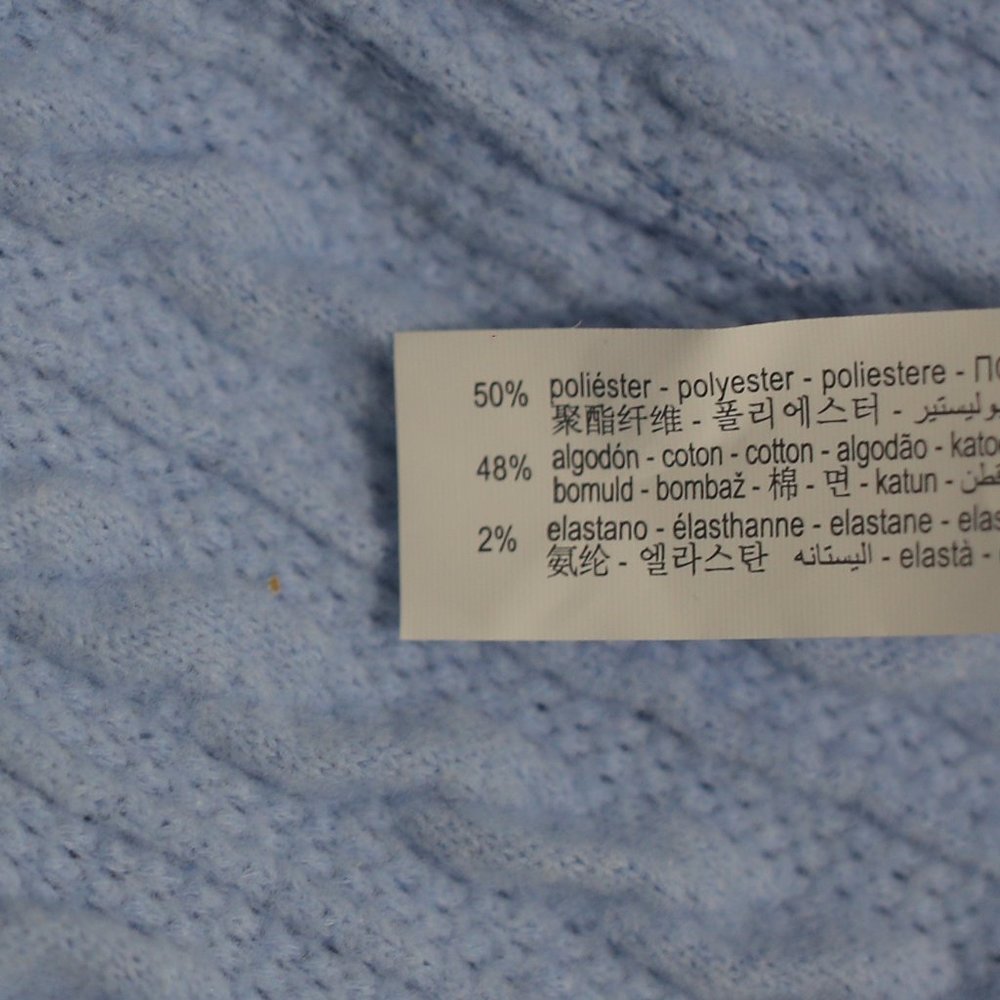 50% poliéster - polyester - poliestere -
聚酯纤维 - 폴리에스터 -
48% algodón - coton - cotton - algodão -
bomuld - bombaž - 棉 - 면 - katun -
2% elastano - élasthanne - elastane -
氨纶 - 엘라스탄 اليستانه - elastà -